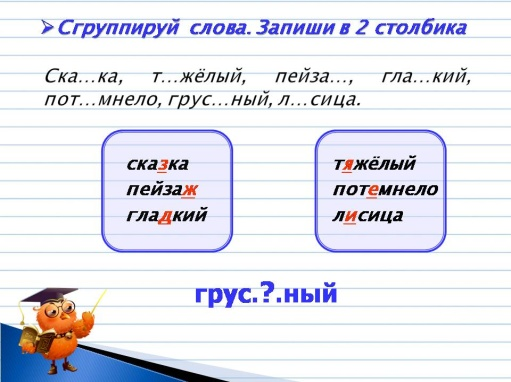 ➢Сгруппируй слова. Запиши в 2 столбика
Ска…ка, т…жёлый, пейза…, гла…кий,
пот…мнело, грус…ный, л…сица.
сказка
пейзаж
гладкий
тяжёлый
потемнело
лисица
грус.?.ный